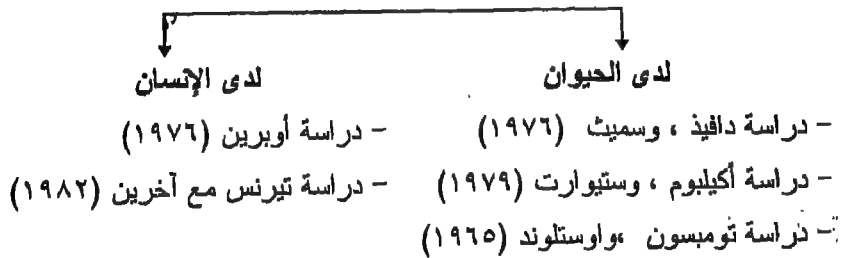 لدى الحيوان
- دراسة دافيذ ، وسميث (١٩٧٦)
- دراسة أكيلبوم ، وستيوارت (١٩٧٩)
- دراسة تومبسون ،واوستلوند (١٩٦٥)
لدى الإنسان
- دراسة أوبرين (١٩٧٦)
- دراسة تيرنس مع آخرين (١٩٨٢)